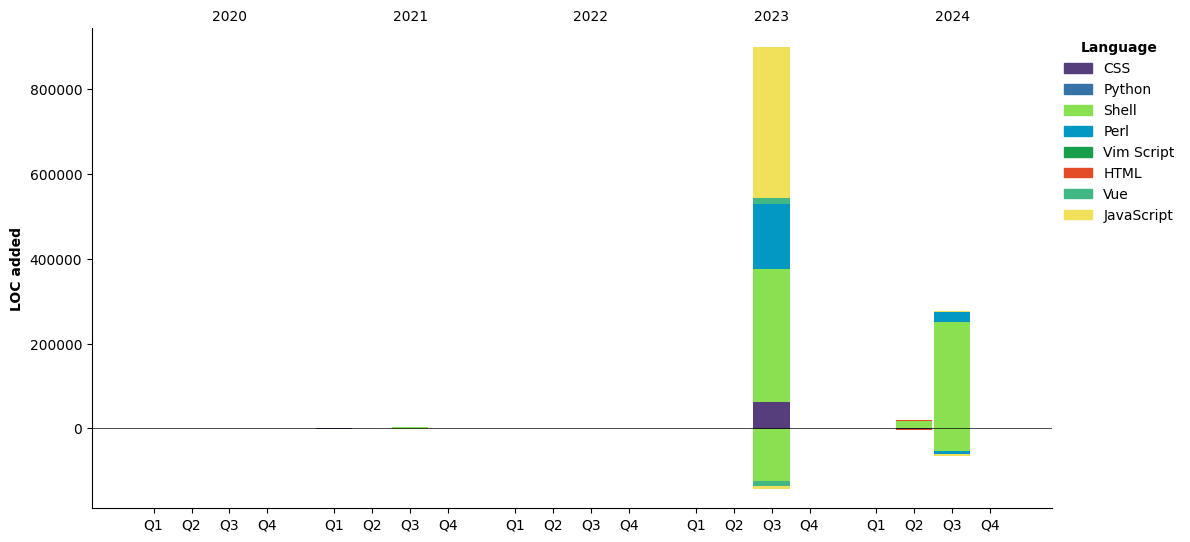 2020 2021 2022 2023 2024
Language
CSS
Python
Shell
Perl
Vim Script
HTML
Vue
JavaScript
LOC added
800000
600000
400000
200000
0
Q1 Q2 Q3 Q4 Q1 Q2 Q3 Q4 Q1 Q2 Q3 Q4 Q1 Q2 Q3 Q4 Q1 Q2 Q3 Q4